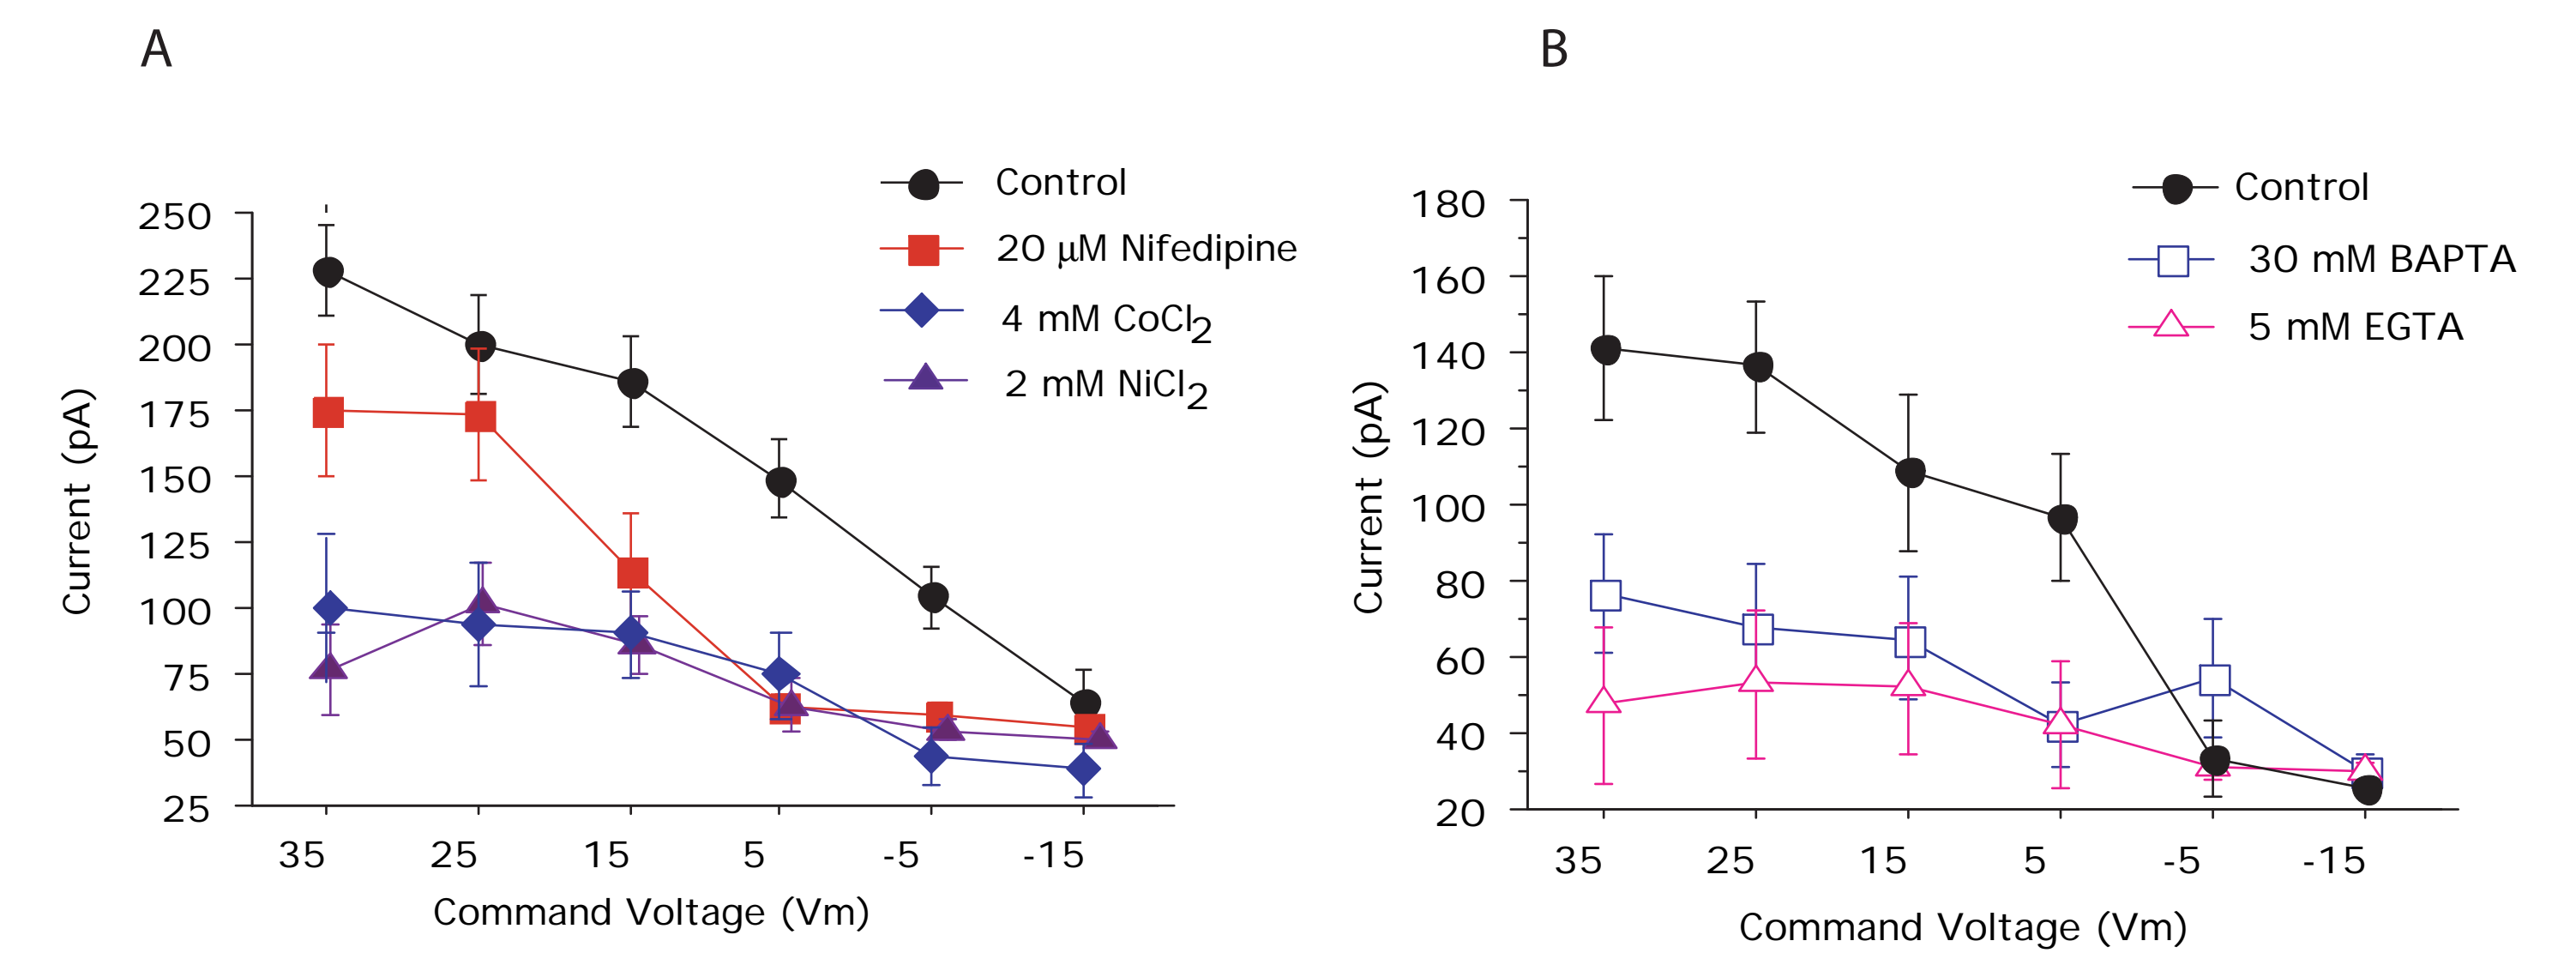 A
Control
20 μM Nifedipine
4 mM CoCl2
2 mM NiCl2
250
225
200
175
150
125
100
75
50
25
Current (pA)
35 25 15 5 -5 -15
Command Voltage (Vm)
B
Control
30 mM BAPTA
5 mM EGTA
180
160
140
120
100
80
60
40
20
Current (pA)
35 25 15 5 -5 -15
Command Voltage (Vm)